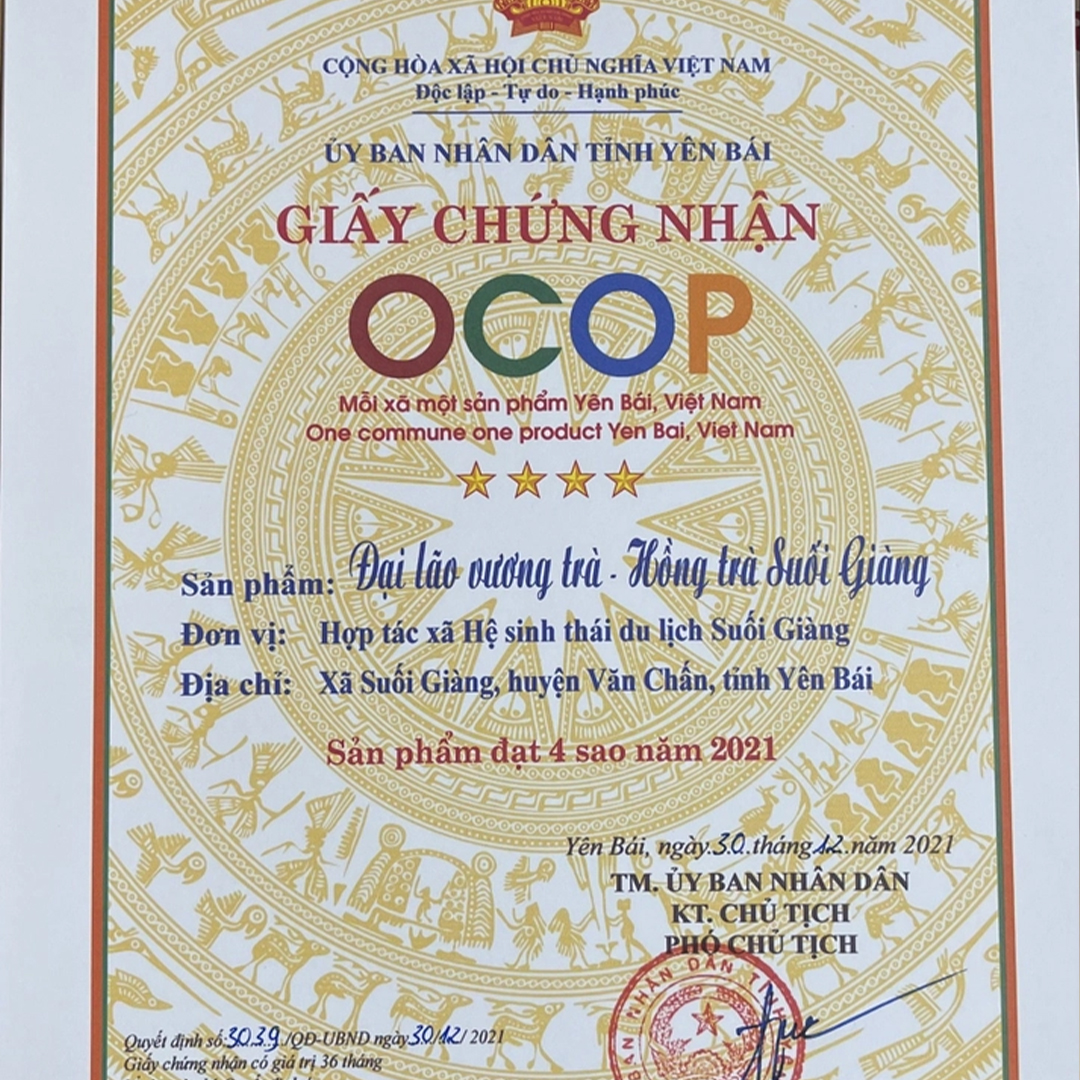 CỘNG HÒA XÃ HỘI CHỦ NGHĨA VIỆT NAM
Độc lập - Tự do - Hạnh phúc
ỦY BAN NHÂN DÂN TỈNH YÊN BÁI
GIẤY CHỨNG NHẬN
OCOP
Mỗi xã một sản phẩm Yên Bái, Việt Nam
One commune one product Yen Bai, Viet Nam
Sản phẩm: Đại lão vương trà - Hồng trà Suối Giàng
Đơn vị: Hợp tác xã Hệ sinh thái du lịch Suối Giàng
Địa chỉ: Xã Suối Giàng, huyện Văn Chấn, tỉnh Yên Bái
Sản phẩm đạt 4 sao năm 2021
Yên Bái, ngày 30 tháng 12 năm 2021
TM. ỦY BAN NHÂN DÂN
KT. CHỦ TỊCH
PHÓ CHỦ TỊCH
BAN NHÂN DÂN TỈNH
Quyết định số: 3039 /QĐ-UBND ngày 30/12/ 2021
Giấy chứng nhận có giá trị 36 tháng